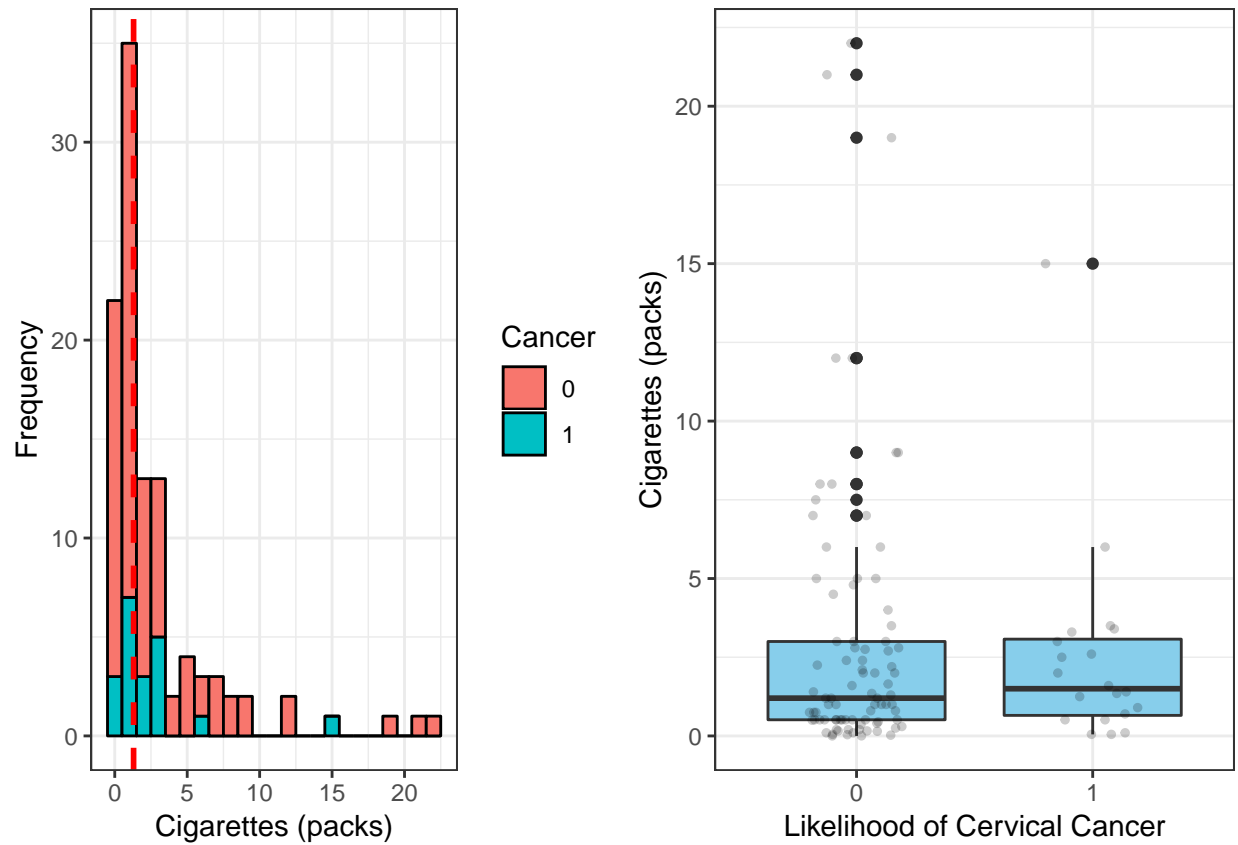 Frequency
30
20
10
0
0 5 10 15 20
Cigarettes (packs)
Cancer
0
1
Cigarettes (packs)
20
15
10
5
0
0 1
Likelihood of Cervical Cancer